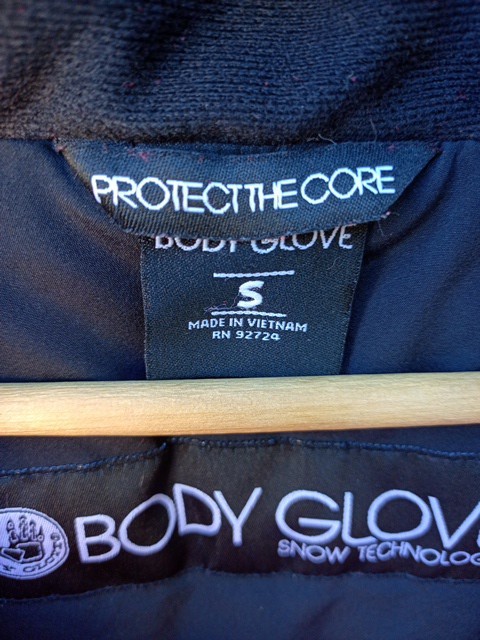 PROTECT THE CORE
BODY GLOVE
S
MADE IN VIETNAM
RN 92724
BODY GLOV
SNOW TECHNOLOG